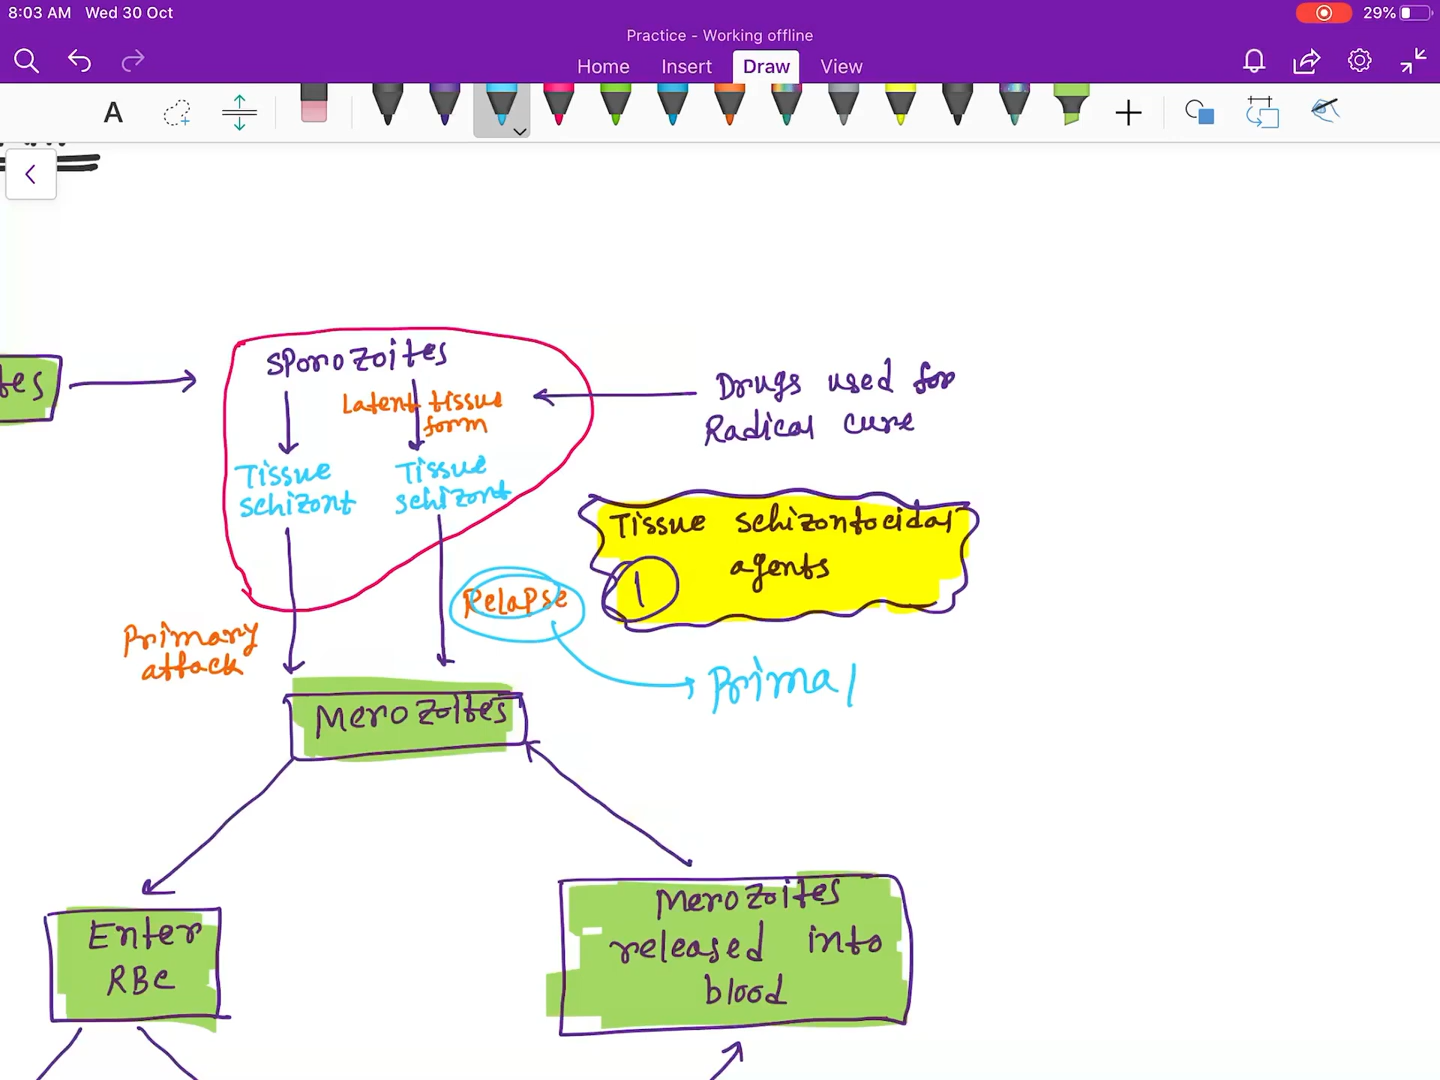 8:03 AM Wed 30 Oct
29%
Practice - Working offline
Home Insert Draw View
A
tes
Sporozoites
Latent tissue
form
Tissue
schizont
Tissue
schizont
Drugs used for
Radical cure
Tissue schizontocidal
agents
1
Relapse
Primary
attack
Primal
Merozoites
Enter
RBC
Merozoites
released into
blood